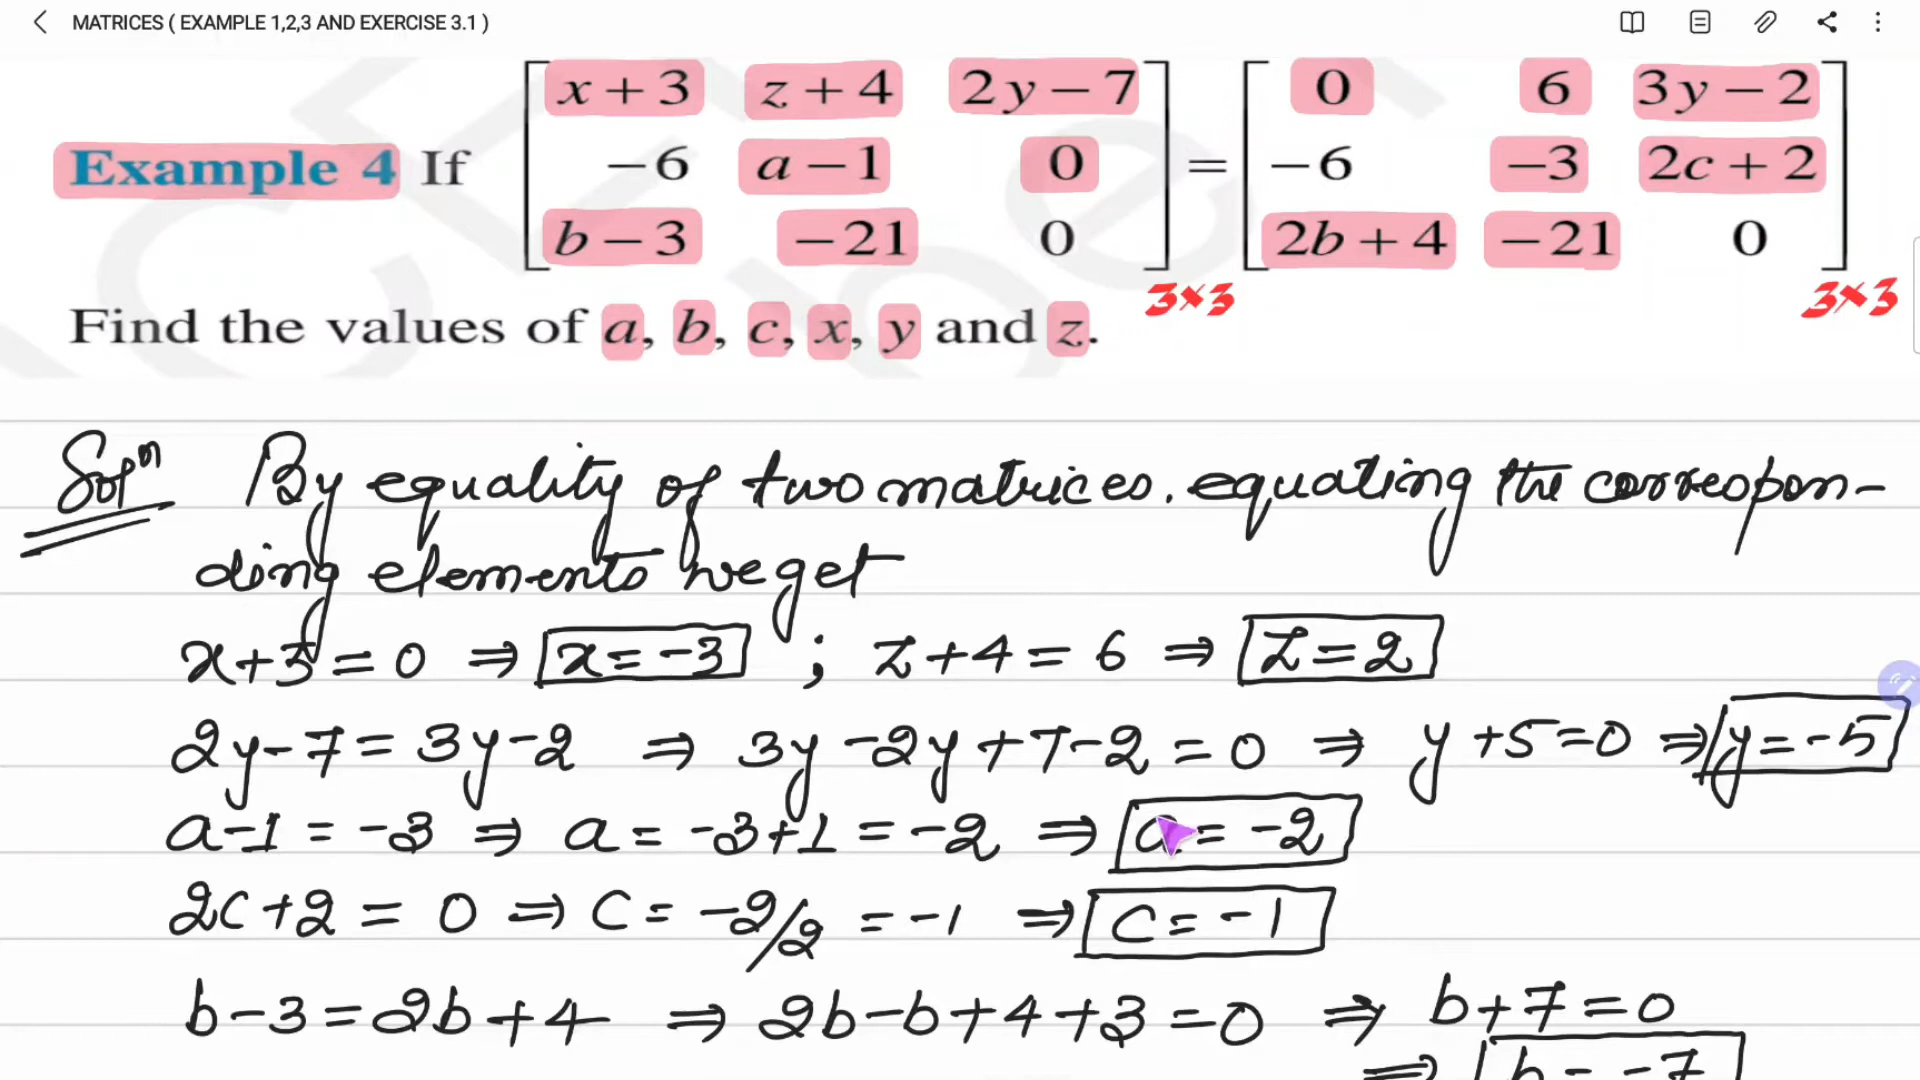 MATRICES ( EXAMPLE 1,2,3 AND EXERCISE 3.1 )
x + 3 z + 4 2y − 7 0 6 3y − 2
Example 4 If −6 a − 1 0 = −6 −3 2c + 2
b − 3 −21 0 2b + 4 −21 0
3×3 3×3
Find the values of a, b, c, x, y and z.
Solⁿ By equality of two matrices. equating the correspon-
ding elements we get
x+3 = 0 ⇒ x = -3 ; z+4 = 6 ⇒ z = 2
2y-7 = 3y-2 ⇒ 3y-2y+7-2 = 0 ⇒ y+5=0 ⇒ y = -5
a-1 = -3 ⇒ a = -3+1 = -2 ⇒ a = -2
2c+2 = 0 ⇒ c = -2/2 = -1 ⇒ c = -1
b-3 = 2b+4 ⇒ 2b-b+4+3 = 0 ⇒ b+7 = 0
⇒ b = -7